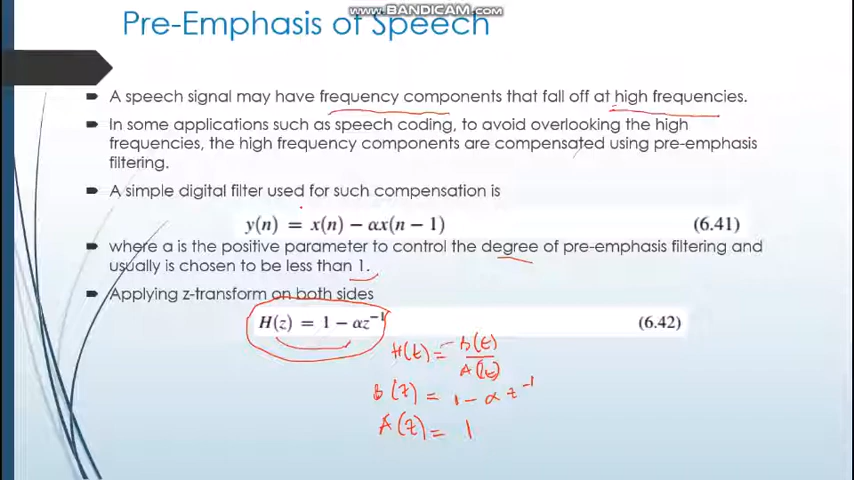 www.BANDICAM.com
Pre-Emphasis of Speech
A speech signal may have frequency components that fall off at high frequencies.
In some applications such as speech coding, to avoid overlooking the high
frequencies, the high frequency components are compensated using pre-emphasis
filtering.
A simple digital filter used for such compensation is
y(n) = x(n) − αx(n − 1) (6.41)
where a is the positive parameter to control the degree of pre-emphasis filtering and
usually is chosen to be less than 1.
Applying z-transform on both sides
H(z) = 1 − αz⁻¹ (6.42)
H(z) = B(z)/A(z)
B(z) = 1 − α z⁻¹
A(z) = 1